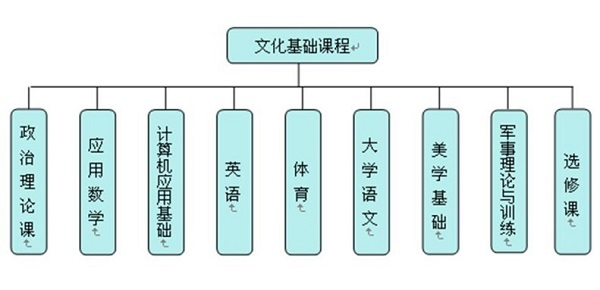 文化基础课程
政治理论课
应用数学
计算机应用基础
英语
体育
大学语文
美学基础
军事理论与训练
选修课